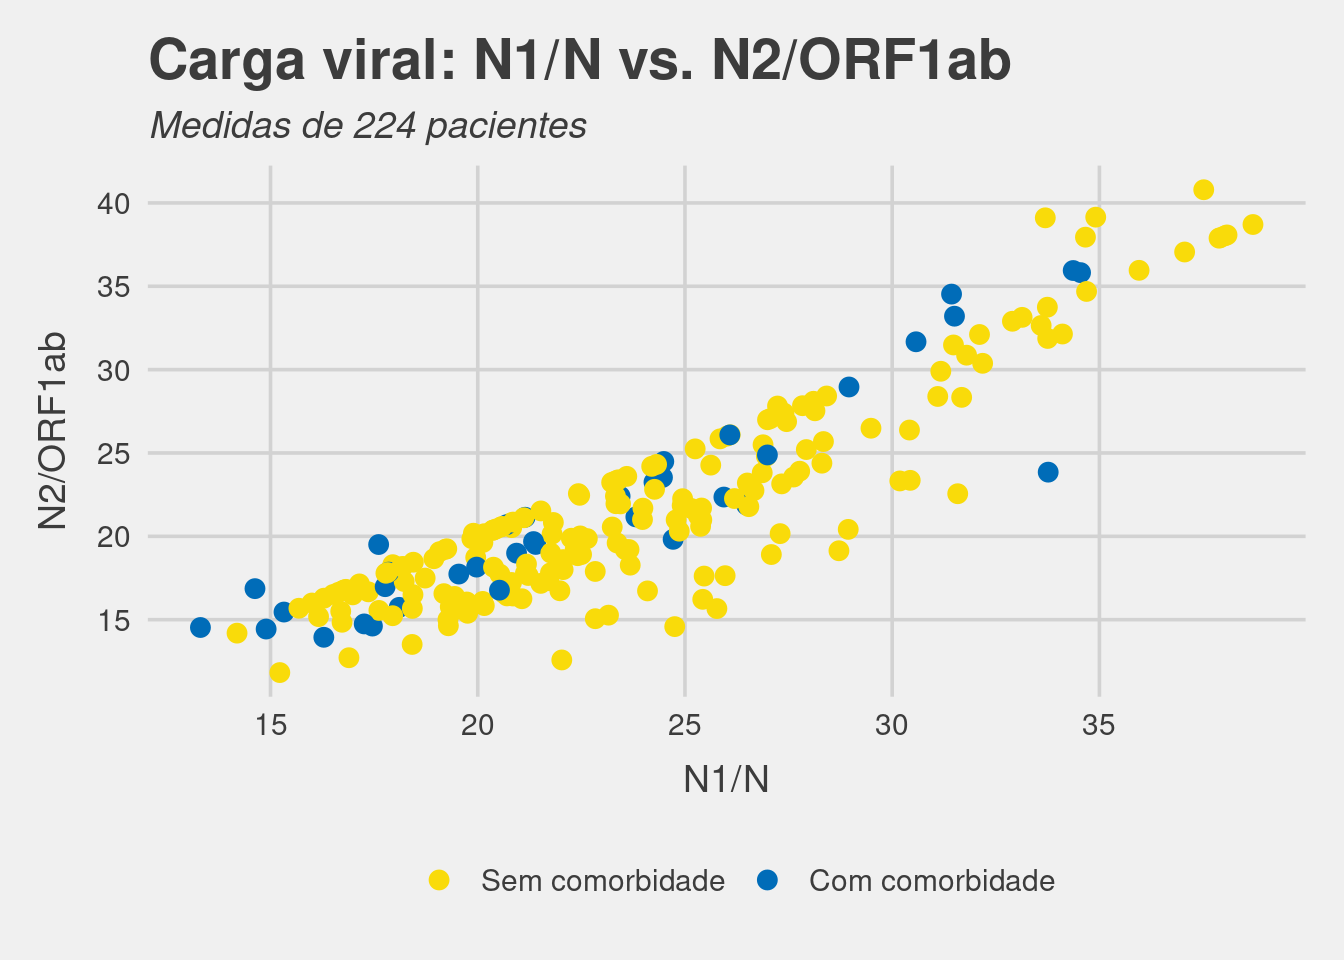 Carga viral: N1/N vs. N2/ORF1ab
Medidas de 224 pacientes
N2/ORF1ab
40
35
30
25
20
15
15 20 25 30 35
N1/N
Sem comorbidade Com comorbidade